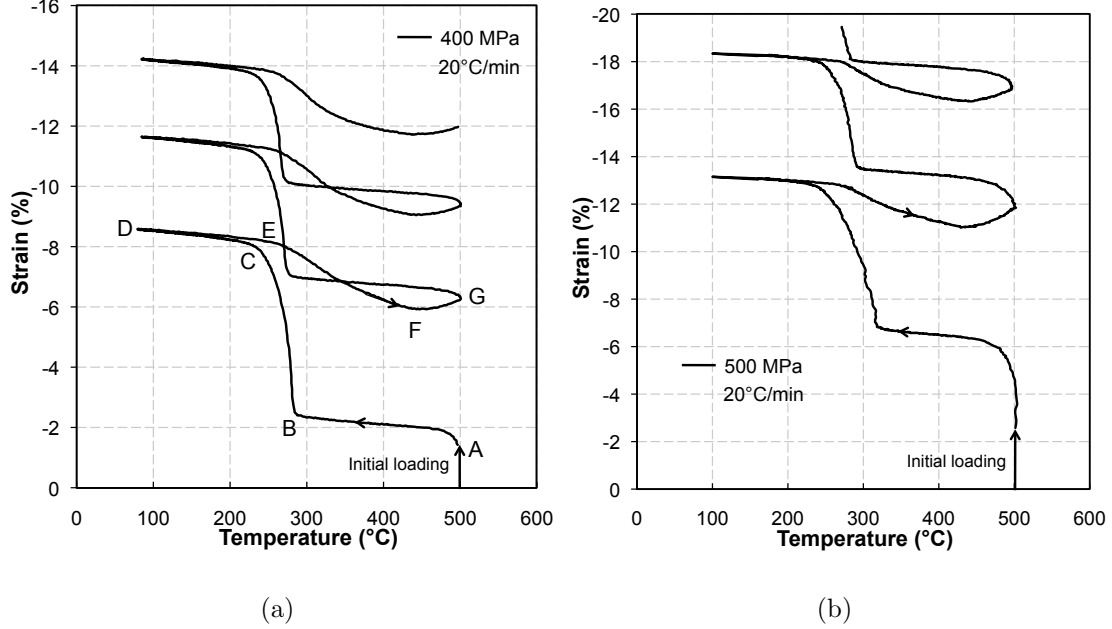 -16
-14
-12
-10
-8
-6
-4
-2
0
Strain (%)
400 MPa
20°C/min
D
E
C
G
F
B
A
Initial loading
0 100 200 300 400 500 600
Temperature (°C)
(a)
-20
-18
-16
-14
-12
-10
-8
-6
-4
-2
0
Strain (%)
500 MPa
20°C/min
Initial loading
0 100 200 300 400 500 600
Temperature (°C)
(b)